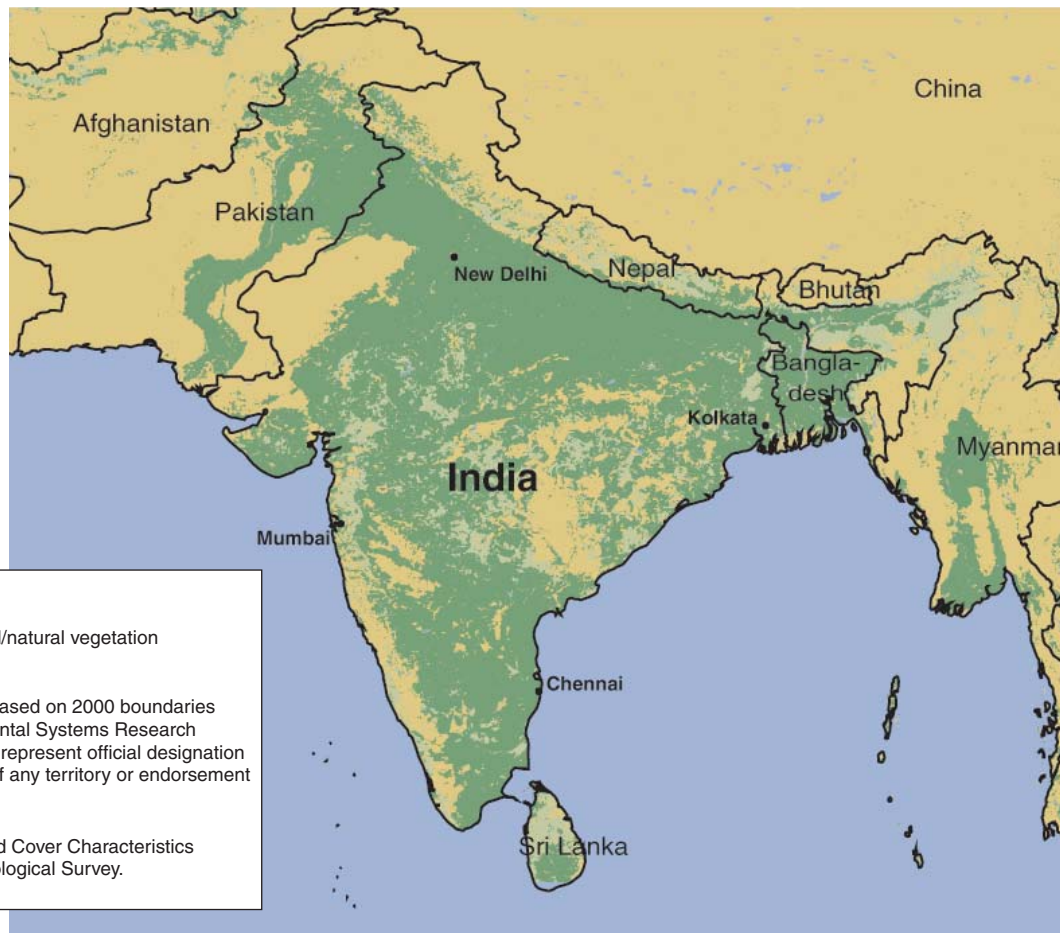 China
Afghanistan
Pakistan
New Delhi
Nepal
Bhutan
Bangla-
desh
Kolkata
Myanmar
India
Mumbai
/natural vegetation
Chennai
ased on 2000 boundaries
ntal Systems Research
represent official designation
f any territory or endorsement
Sri Lanka
d Cover Characteristics
ological Survey.